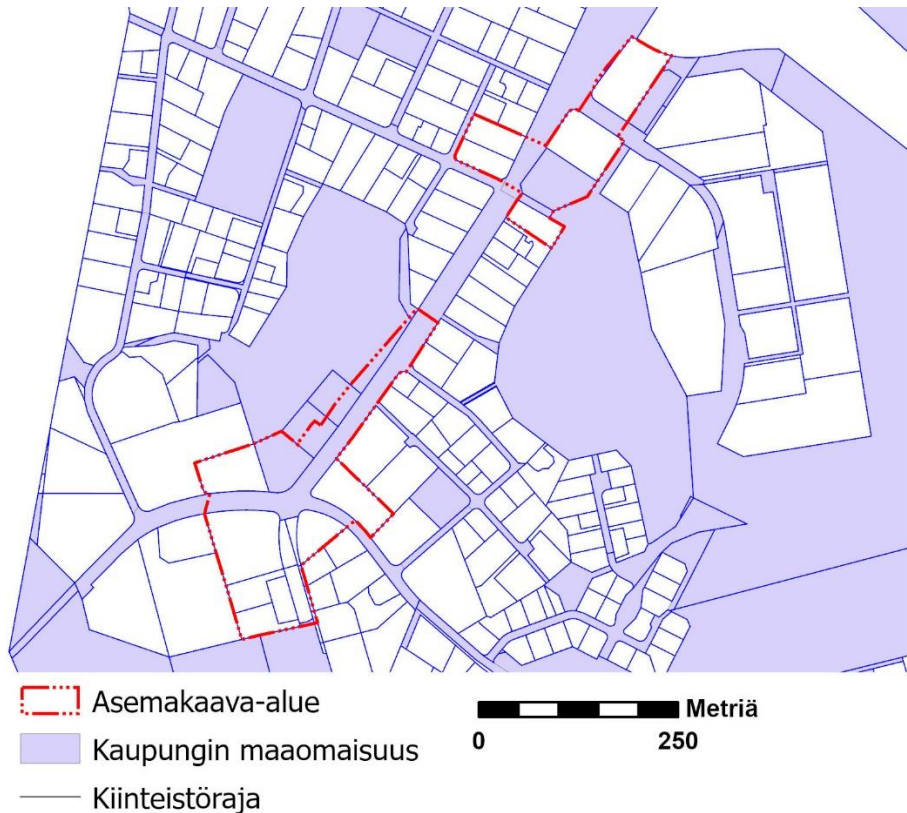 Asemakaava-alue
Kaupungin maaomaisuus
Kiinteistöraja
Metriä
0 250